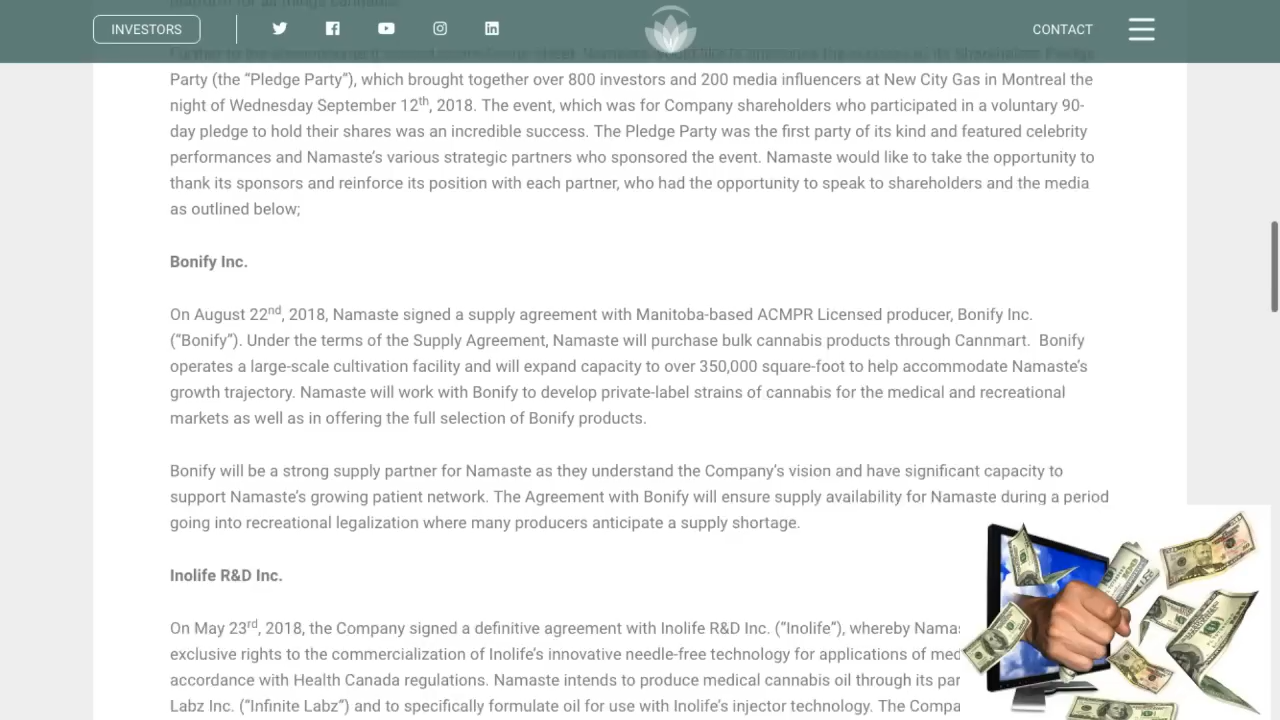 INVESTORS
CONTACT
Party (the “Pledge Party”), which brought together over 800 investors and 200 media influencers at New City Gas in Montreal the
night of Wednesday September 12th, 2018. The event, which was for Company shareholders who participated in a voluntary 90-
day pledge to hold their shares was an incredible success. The Pledge Party was the first party of its kind and featured celebrity
performances and Namaste’s various strategic partners who sponsored the event. Namaste would like to take the opportunity to
thank its sponsors and reinforce its position with each partner, who had the opportunity to speak to shareholders and the media
as outlined below;
Bonify Inc.
On August 22nd, 2018, Namaste signed a supply agreement with Manitoba-based ACMPR Licensed producer, Bonify Inc.
(“Bonify”). Under the terms of the Supply Agreement, Namaste will purchase bulk cannabis products through Cannmart.  Bonify
operates a large-scale cultivation facility and will expand capacity to over 350,000 square-foot to help accommodate Namaste’s
growth trajectory. Namaste will work with Bonify to develop private-label strains of cannabis for the medical and recreational
markets as well as in offering the full selection of Bonify products.
Bonify will be a strong supply partner for Namaste as they understand the Company’s vision and have significant capacity to
support Namaste’s growing patient network. The Agreement with Bonify will ensure supply availability for Namaste during a period
going into recreational legalization where many producers anticipate a supply shortage.
Inolife R&D Inc.
On May 23rd, 2018, the Company signed a definitive agreement with Inolife R&D Inc. (“Inolife”), whereby Namas
exclusive rights to the commercialization of Inolife’s innovative needle-free technology for applications of med
accordance with Health Canada regulations. Namaste intends to produce medical cannabis oil through its par
Labz Inc. (“Infinite Labz”) and to specifically formulate oil for use with Inolife’s injector technology. The Compa